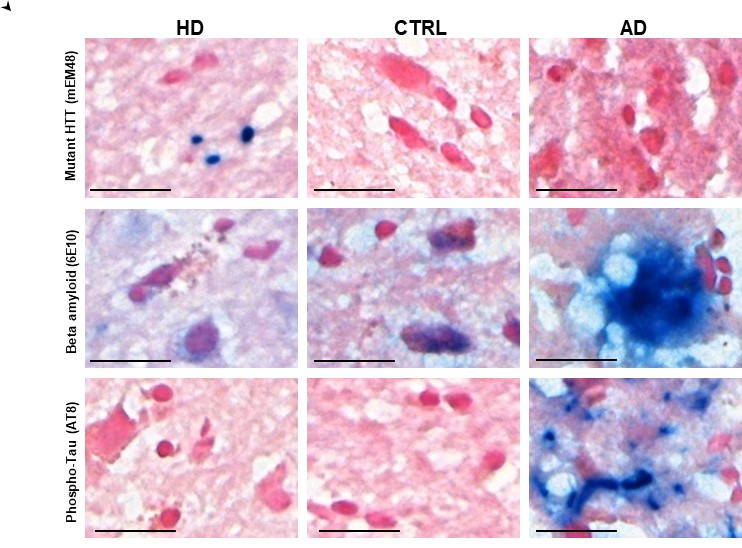 HD CTRL AD
Mutant HTT (mEM48)
Beta amyloid (6E10)
Phospho-Tau (AT8)